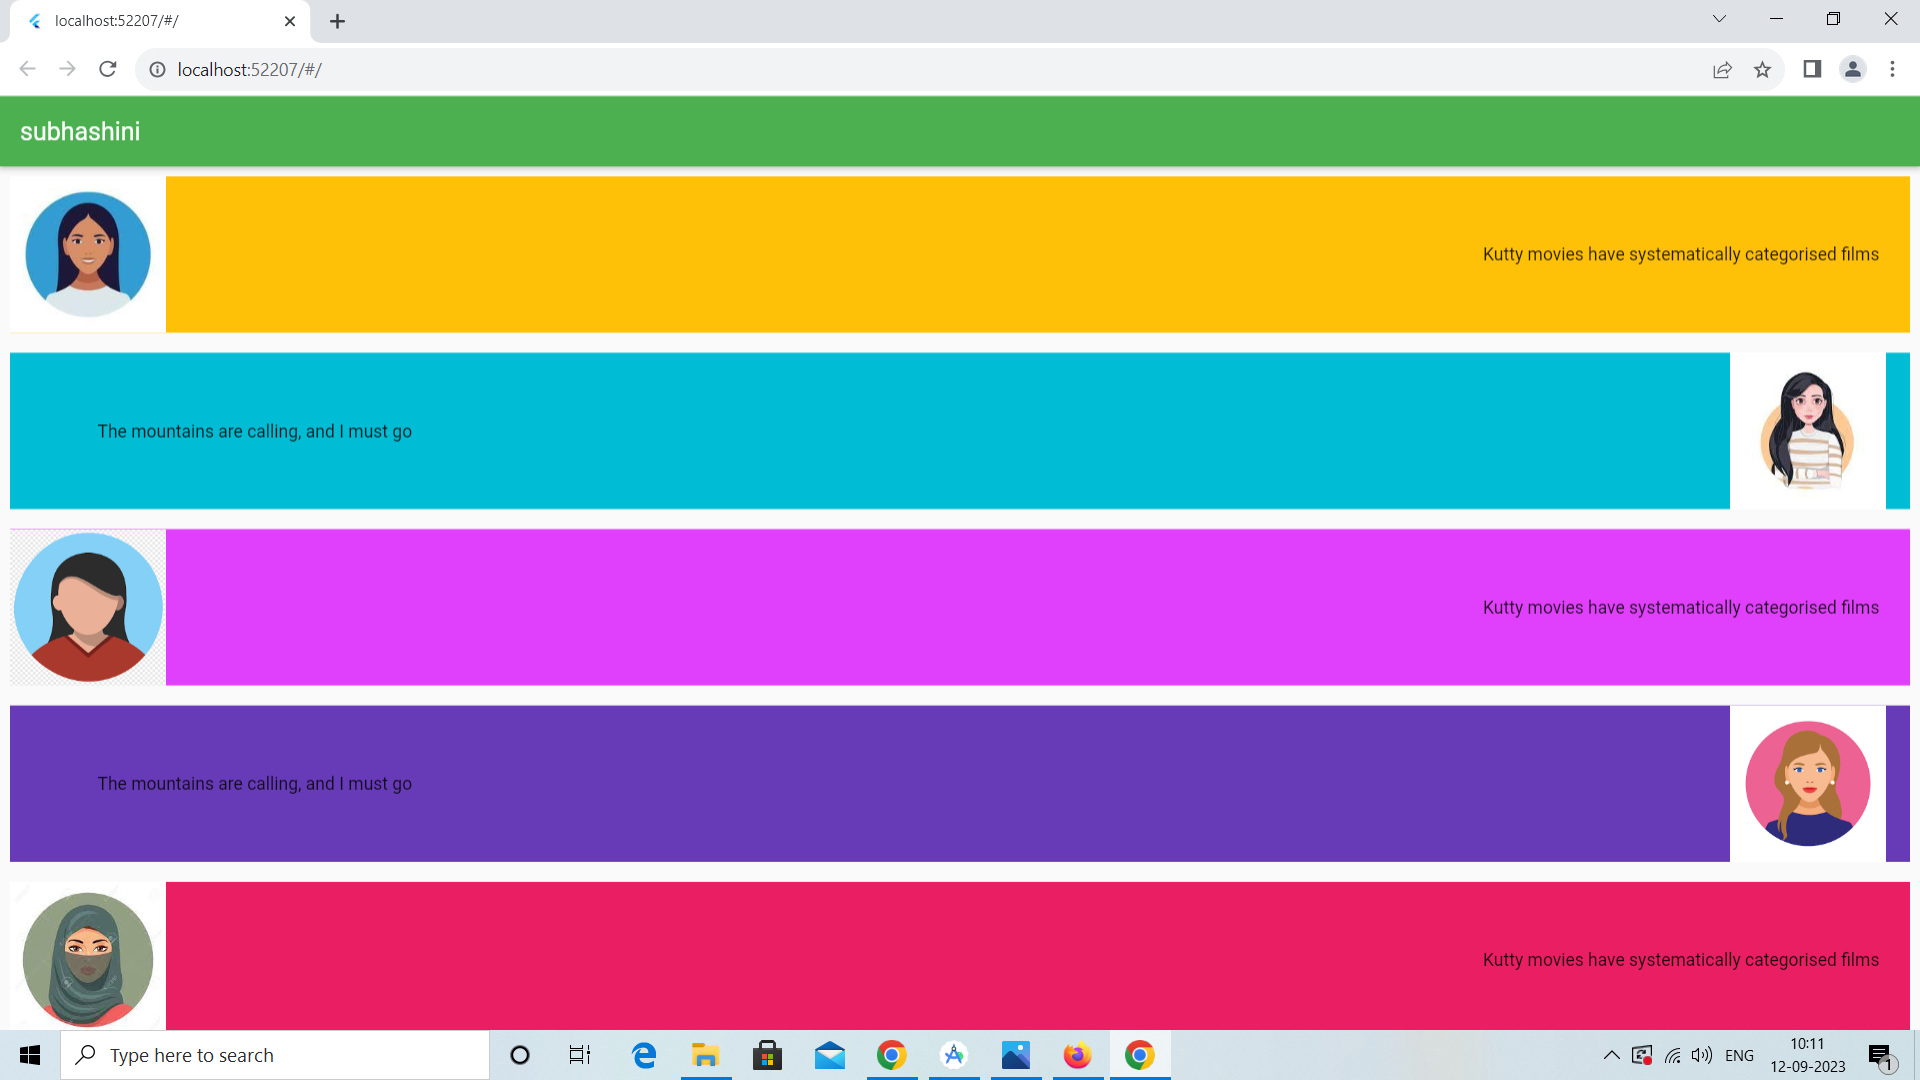 localhost:52207/#/
localhost:52207/#/
subhashini
Kutty movies have systematically categorised films
The mountains are calling, and I must go
Kutty movies have systematically categorised films
The mountains are calling, and I must go
Kutty movies have systematically categorised films
Type here to search
ENG
10:11
12-09-2023
1